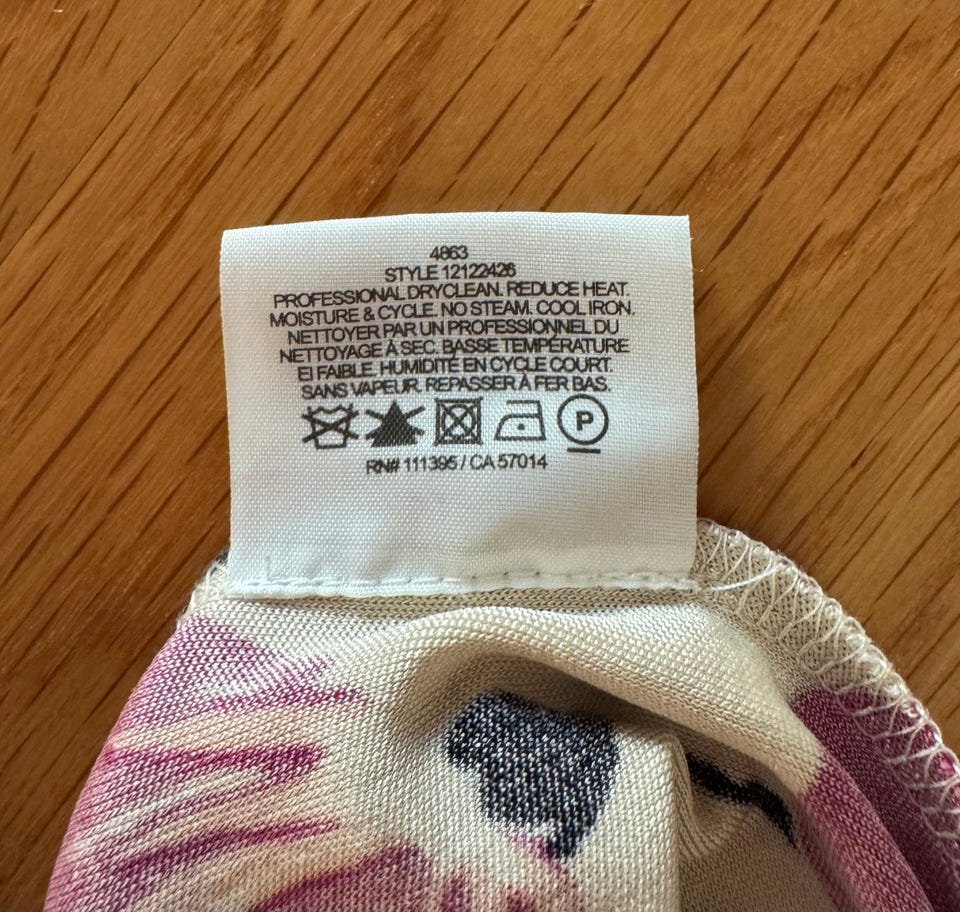 4863
STYLE 12122426
PROFESSIONAL DRYCLEAN. REDUCE HEAT.
MOISTURE & CYCLE. NO STEAM. COOL IRON.
NETTOYER PAR UN PROFESSIONNEL DU
NETTOYAGE À SEC. BASSE TEMPÉRATURE
EI FAIBLE. HUMIDITÉ EN CYCLE COURT.
SANS VAPEUR. REPASSER À FER BAS.
P
RN# 111395 / CA 57014